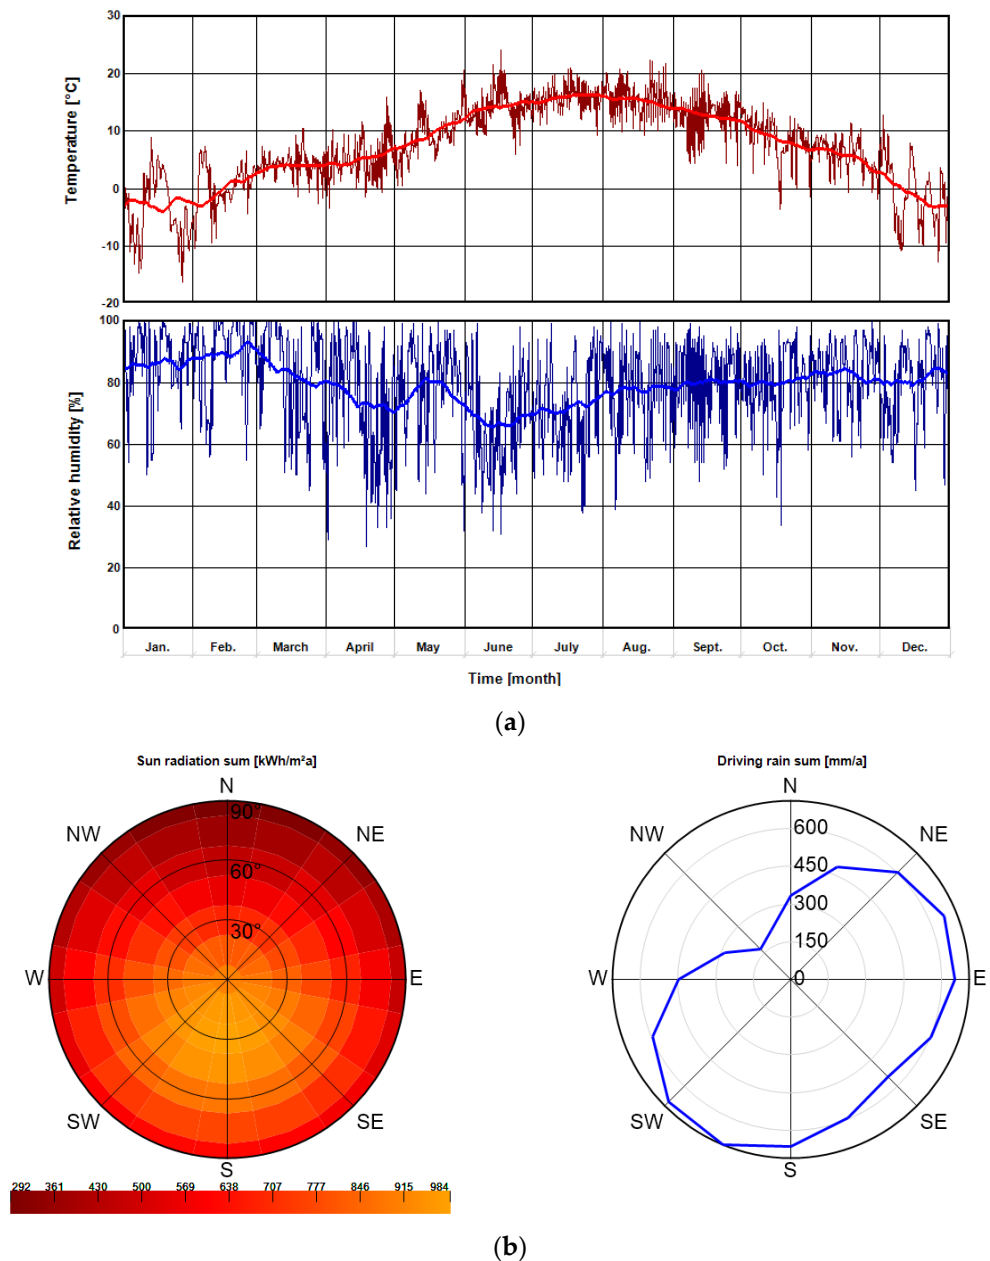 30
20
10
0
-10
-20
Temperature [°C]
100
80
60
40
20
0
Relative humidity [%]
Jan. Feb. March April May June July Aug. Sept. Oct. Nov. Dec.
Time [month]
(a)
Sun radiation sum [kWh/m²a]
N
NW
NE
W
E
SW
SE
S
90°
60°
30°
292 361 430 500 569 638 707 777 846 915 984
Driving rain sum [mm/a]
N
NW
NE
W
E
SW
SE
S
600
450
300
150
0
(b)